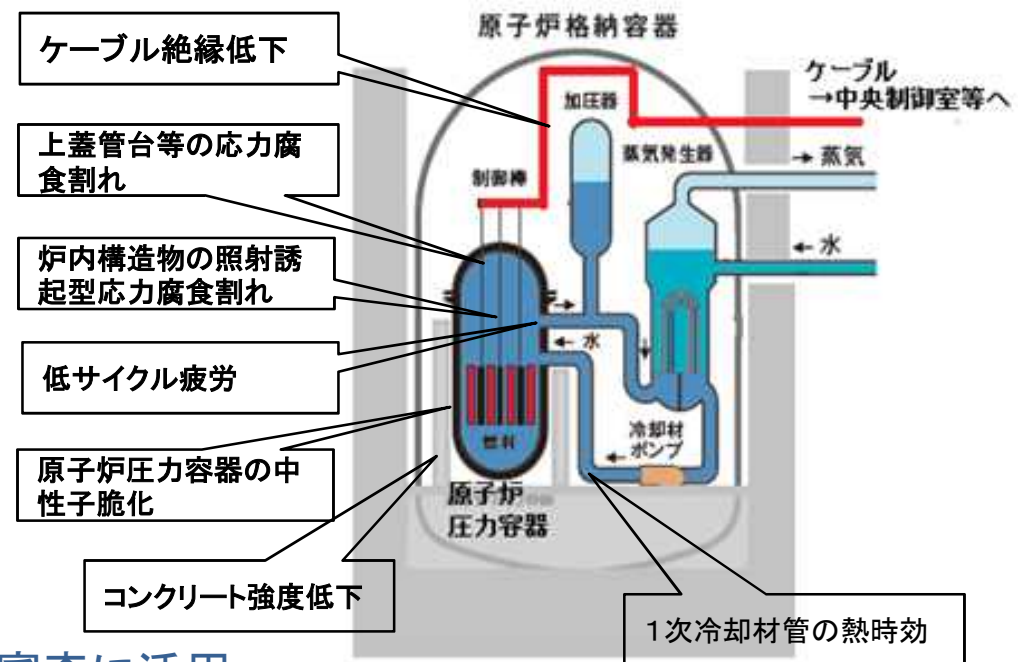 原子炉格納容器
ケーブル絶縁低下
ケーブル
→中央制御室等へ
加圧器
上蓋管台等の応力腐
食割れ
蒸気発生器
→ 蒸気
制御棒
炉内構造物の照射誘
起型応力腐食割れ
← 水
← 水
低サイクル疲労
冷却材
ポンプ
燃料
原子炉圧力容器の中
性子脆化
原子炉
圧力容器
コンクリート強度低下
1次冷却材管の熱時効
審査に活用